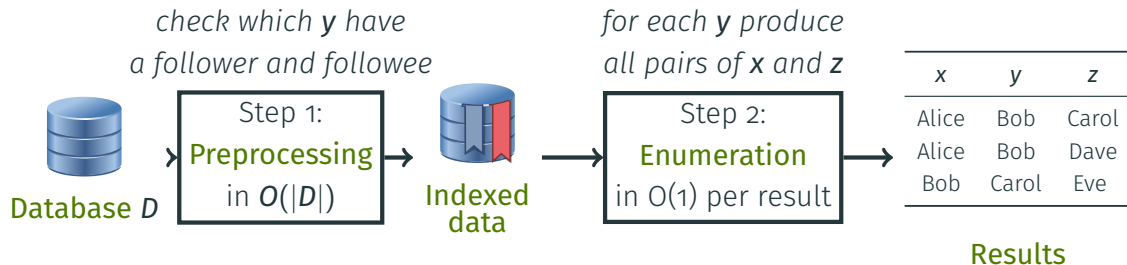 check which y have
a follower and followee
for each y produce
all pairs of x and z
Database D
Step 1:
Preprocessing
in O(|D|)
Indexed
data
Step 2:
Enumeration
in O(1) per result
x y z
Alice Bob Carol
Alice Bob Dave
Bob Carol Eve
Results